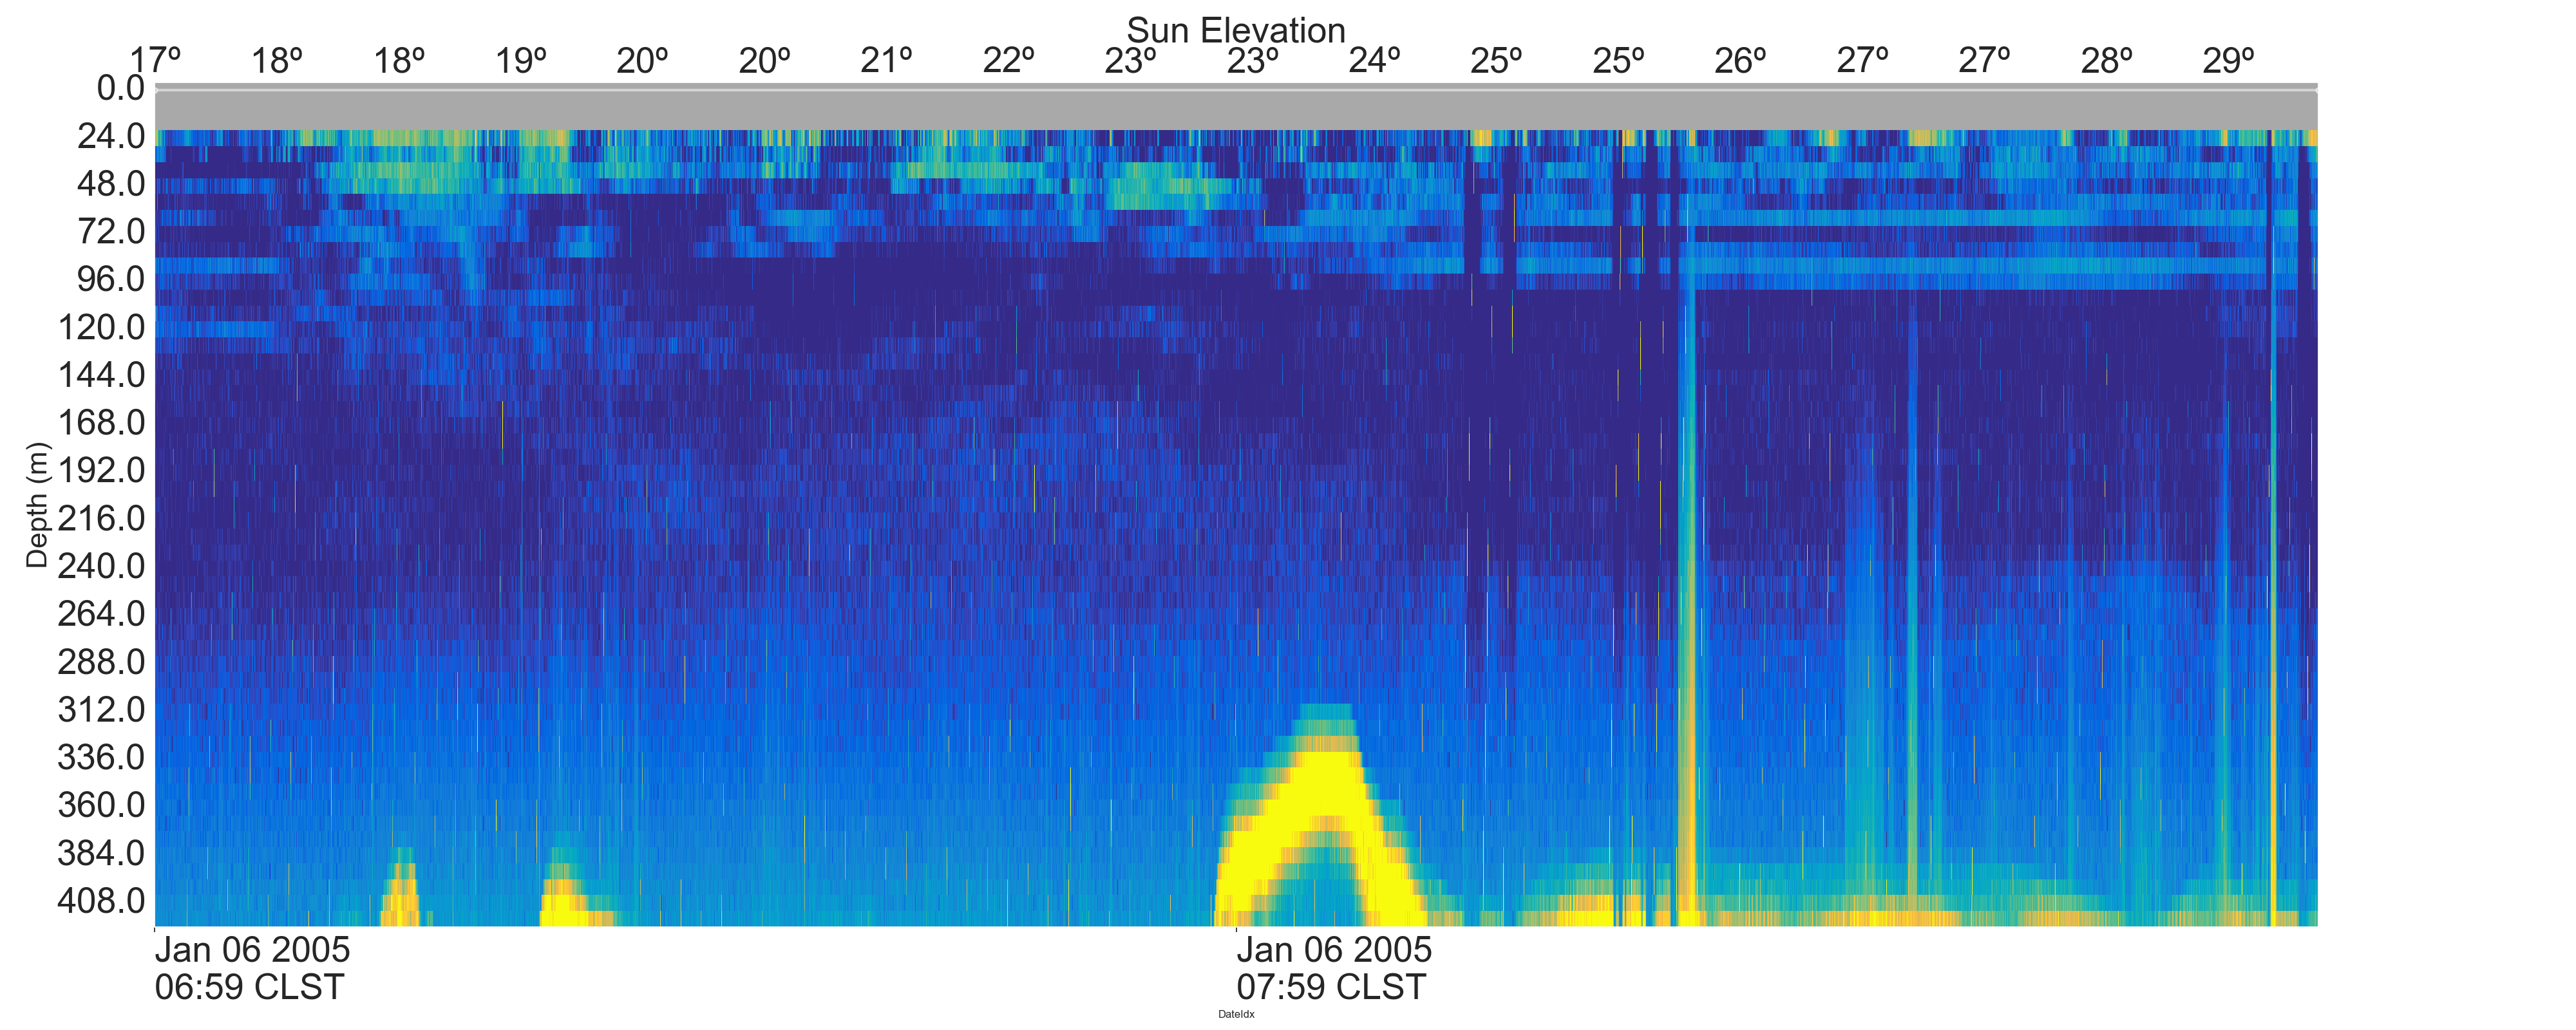 Sun Elevation
17º 18º 18º 19º 20º 20º 21º 22º 23º 23º 24º 25º 25º 26º 27º 27º 28º 29º
0.0
24.0
48.0
72.0
96.0
120.0
144.0
168.0
192.0
216.0
240.0
264.0
288.0
312.0
336.0
360.0
384.0
408.0
Depth (m)
Jan 06 2005
06:59 CLST
Jan 06 2005
07:59 CLST
DateIdx